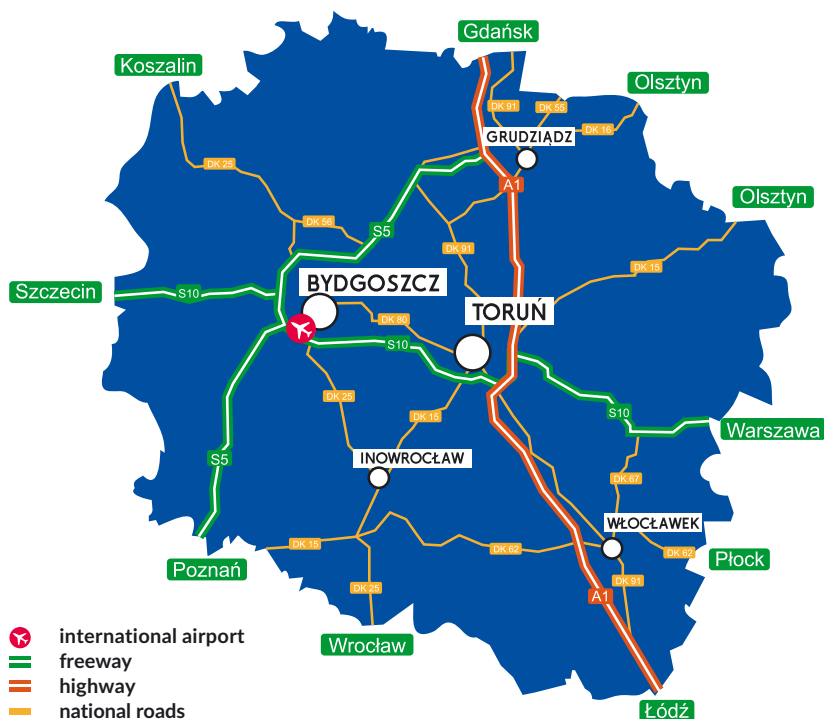 Gdańsk
Koszalin
Olsztyn
DK 91
DK 55
DK 16
GRUDZIĄDZ
DK 25
A1
Olsztyn
DK 56
S5
DK 91
DK 15
BYDGOSZCZ
Szczecin
S10
TORUŃ
DK 80
S10
DK 25
DK 15
S10
Warszawa
S5
INOWROCŁAW
DK 67
WŁOCŁAWEK
DK 15
DK 62
DK 62
Płock
Poznań
DK 25
DK 91
A1
Wrocław
international airport
freeway
highway
national roads
Łódź